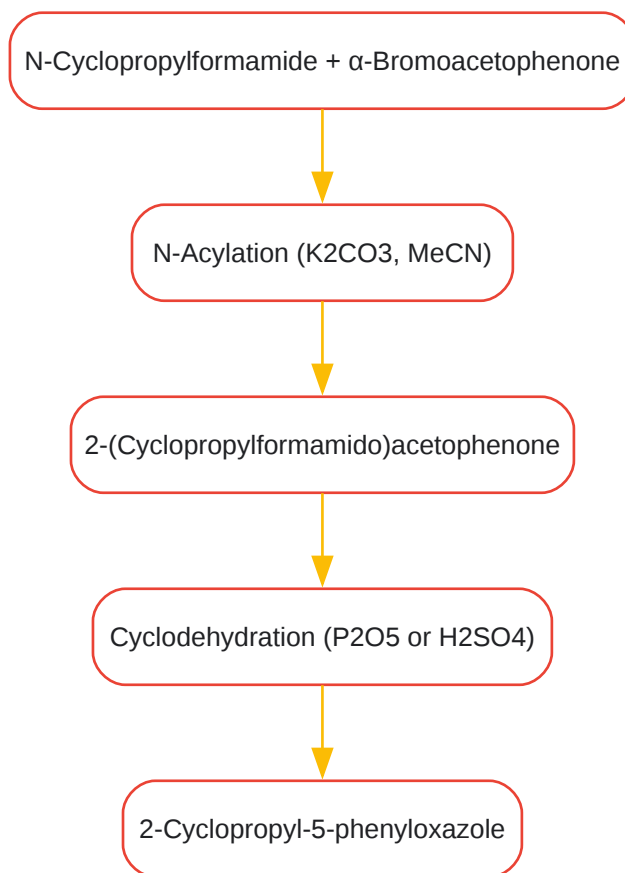 N-Cyclopropylformamide + α-Bromoacetophenone
N-Acylation (K2CO3, MeCN)
2-(Cyclopropylformamido)acetophenone
Cyclodehydration (P2O5 or H2SO4)
2-Cyclopropyl-5-phenyloxazole